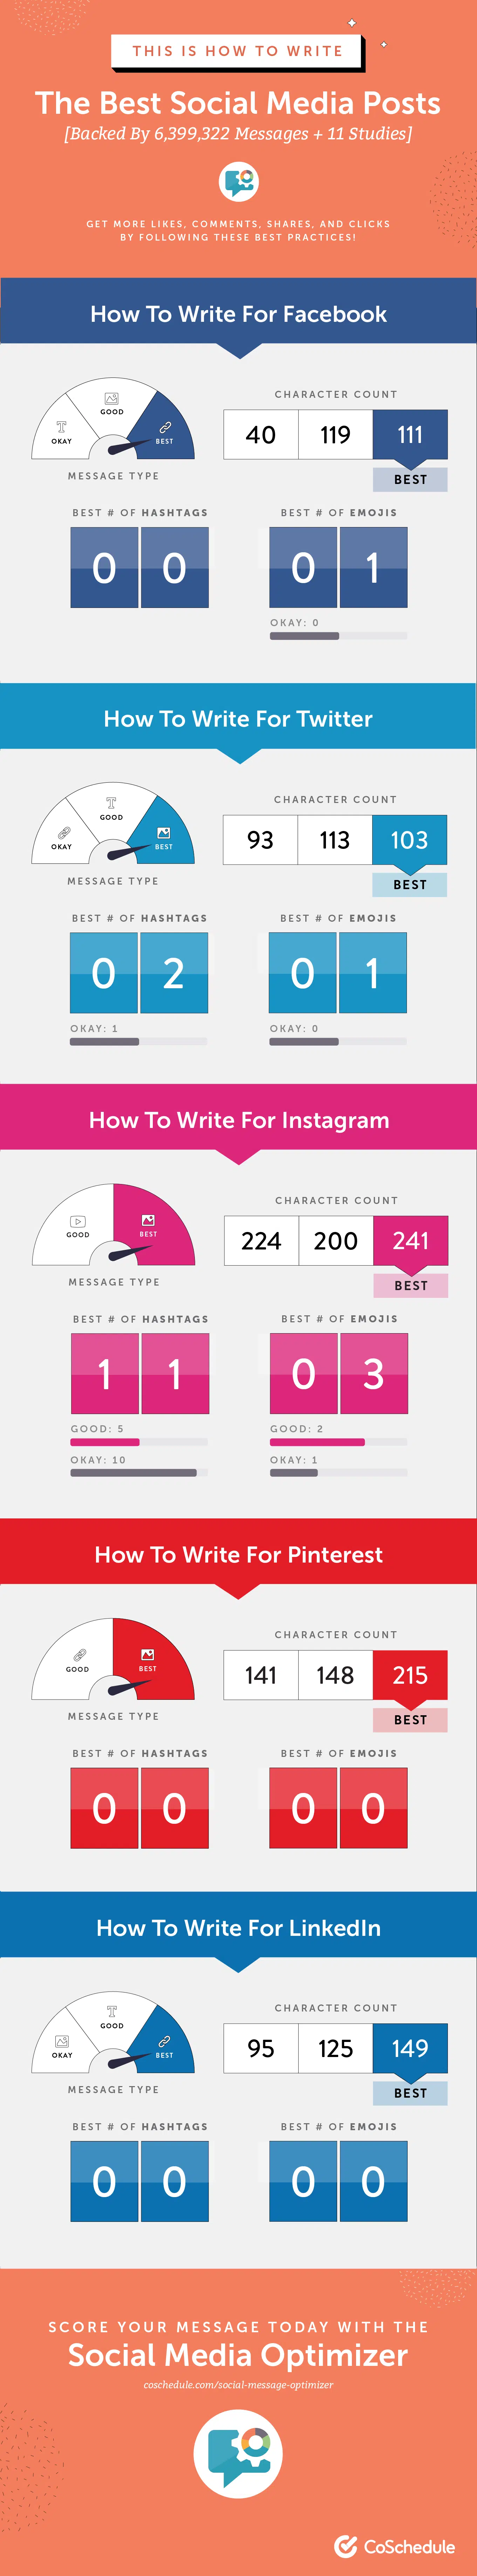 THIS IS HOW TO WRITE
The Best Social Media Posts
[Backed By 6,399,322 Messages + 11 Studies]
GET MORE LIKES, COMMENTS, SHARES, AND CLICKS
BY FOLLOWING THESE BEST PRACTICES!
How To Write For Facebook
OKAY
GOOD
BEST
MESSAGE TYPE
CHARACTER COUNT
40 119 111
BEST
BEST # OF HASHTAGS
0 0
BEST # OF EMOJIS
0 1
OKAY: 0
How To Write For Twitter
OKAY
GOOD
BEST
MESSAGE TYPE
CHARACTER COUNT
93 113 103
BEST
BEST # OF HASHTAGS
0 2
OKAY: 1
BEST # OF EMOJIS
0 1
OKAY: 0
How To Write For Instagram
GOOD
BEST
MESSAGE TYPE
CHARACTER COUNT
224 200 241
BEST
BEST # OF HASHTAGS
1 1
GOOD: 5
OKAY: 10
BEST # OF EMOJIS
0 3
GOOD: 2
OKAY: 1
How To Write For Pinterest
GOOD
BEST
MESSAGE TYPE
CHARACTER COUNT
141 148 215
BEST
BEST # OF HASHTAGS
0 0
BEST # OF EMOJIS
0 0
How To Write For LinkedIn
OKAY
GOOD
BEST
MESSAGE TYPE
CHARACTER COUNT
95 125 149
BEST
BEST # OF HASHTAGS
0 0
BEST # OF EMOJIS
0 0
SCORE YOUR MESSAGE TODAY WITH THE
Social Media Optimizer
coschedule.com/social-message-optimizer
CoSchedule